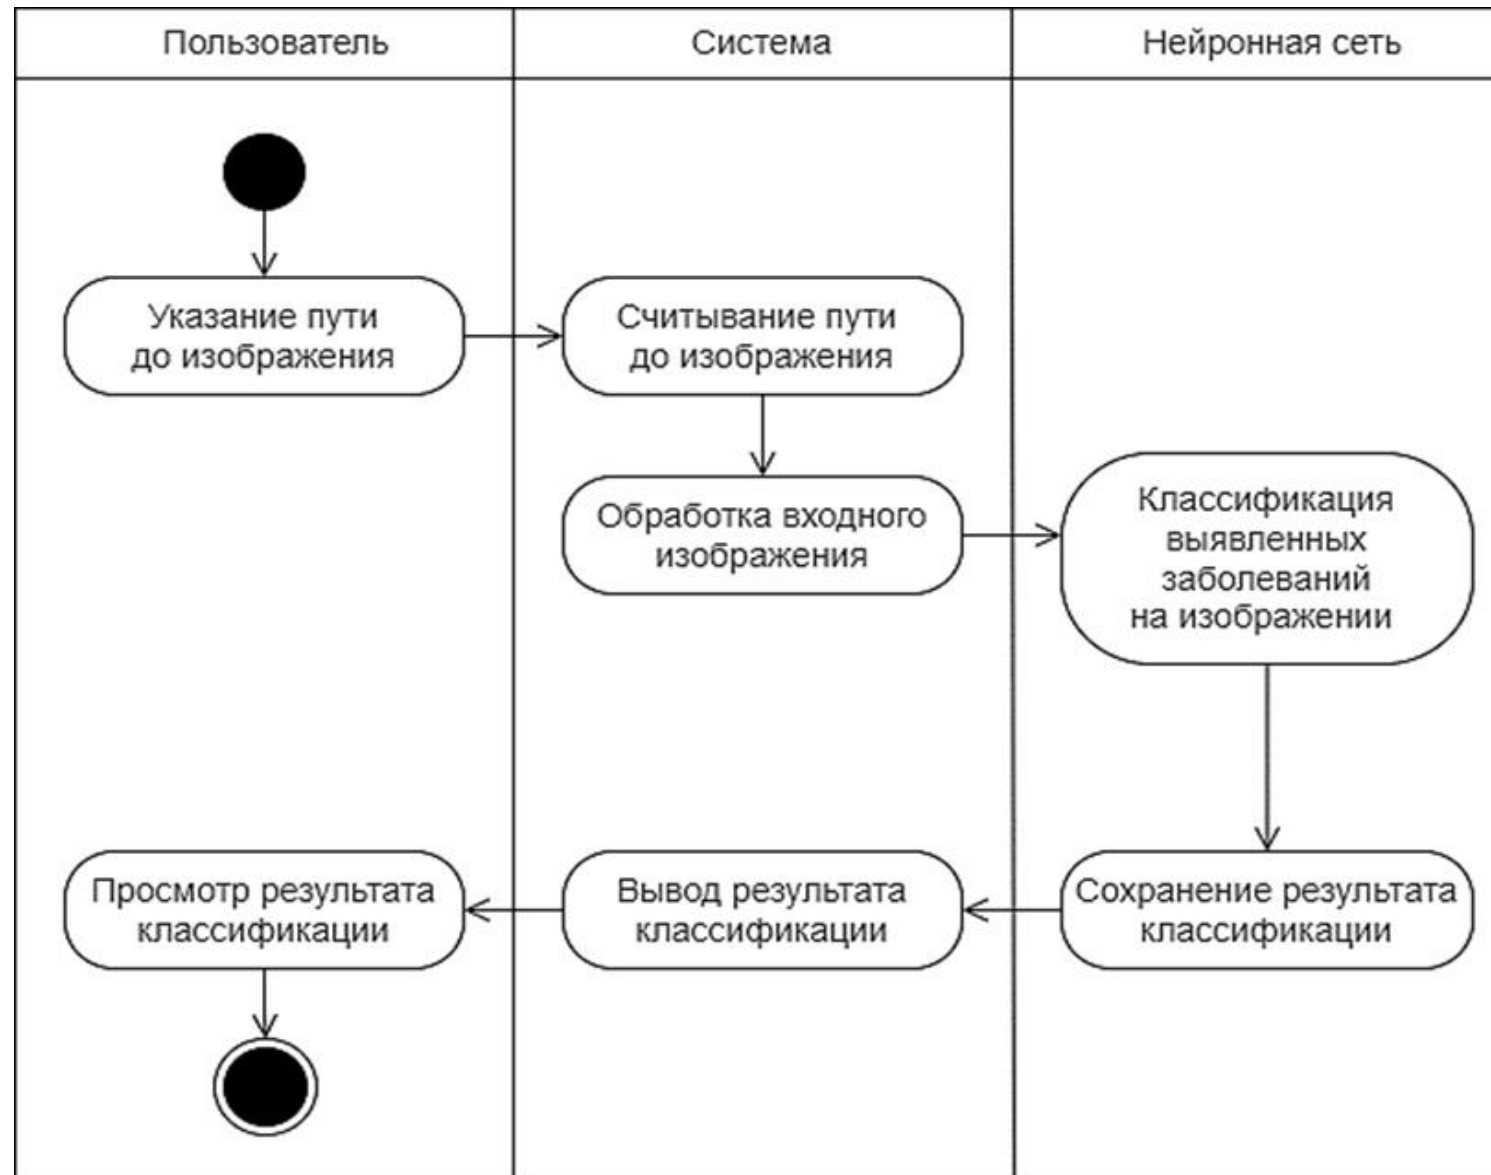 Пользователь
Система
Нейронная сеть
Указание пути
до изображения
Считывание пути
до изображения
Обработка входного
изображения
Классификация
выявленных
заболеваний
на изображении
Просмотр результата
классификации
Вывод результата
классификации
Сохранение результата
классификации